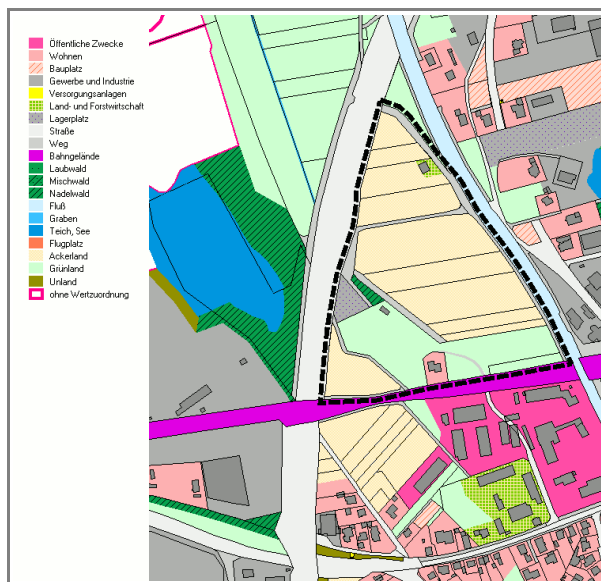 Öffentliche Zwecke
Wohnen
Bauplatz
Gewerbe und Industrie
Versorgungsanlagen
Land- und Forstwirtschaft
Lagerplatz
Straße
Weg
Bahngelände
Laubwald
Mischwald
Nadelwald
Fluß
Graben
Teich, See
Flugplatz
Ackerland
Grünland
Unland
ohne Wertzuordnung